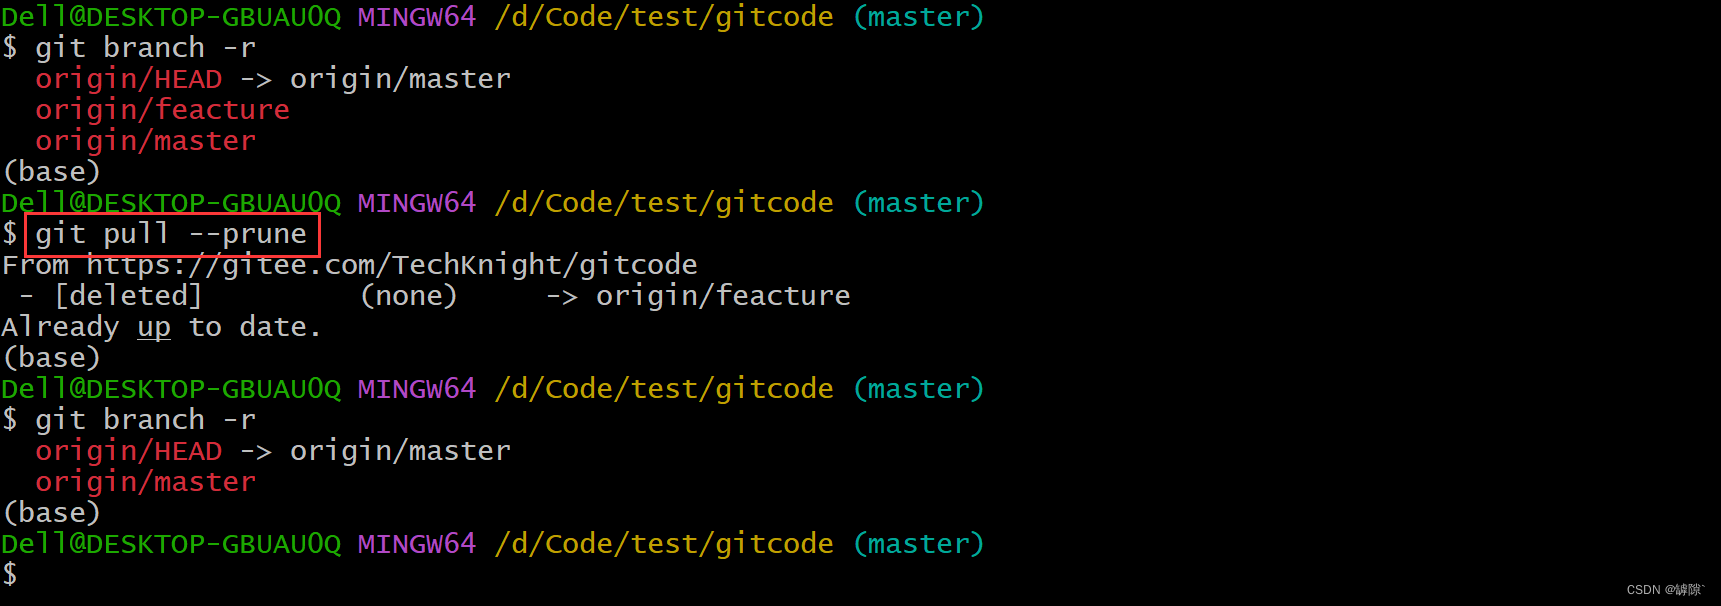 Dell@DESKTOP-GBUAU0Q MINGW64 /d/Code/test/gitcode (master)
$ git branch -r
  origin/HEAD -> origin/master
  origin/feacture
  origin/master
(base)
Dell@DESKTOP-GBUAU0Q MINGW64 /d/Code/test/gitcode (master)
$ git pull --prune
From https://gitee.com/TechKnight/gitcode
 - [deleted]         (none)     -> origin/feacture
Already up to date.
(base)
Dell@DESKTOP-GBUAU0Q MINGW64 /d/Code/test/gitcode (master)
$ git branch -r
  origin/HEAD -> origin/master
  origin/master
(base)
Dell@DESKTOP-GBUAU0Q MINGW64 /d/Code/test/gitcode (master)
$
CSDN @罅隙`